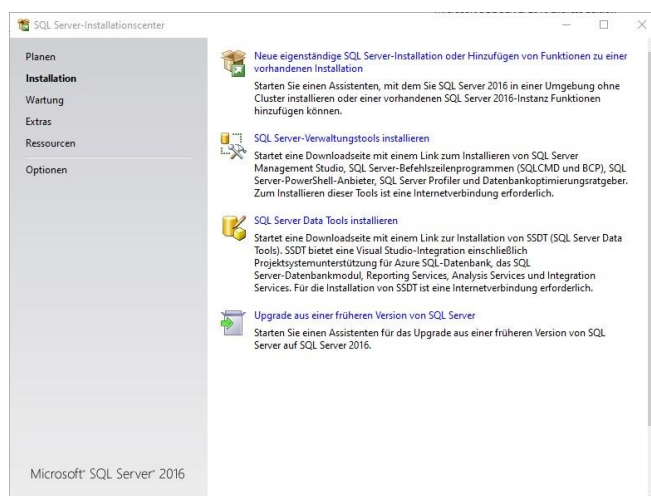 SQL Server-Installationscenter
Planen
Installation
Wartung
Extras
Ressourcen
Optionen
Neue eigenständige SQL Server-Installation oder Hinzufügen von Funktionen zu einer
vorhandenen Installation
Starten Sie einen Assistenten, mit dem Sie SQL Server 2016 in einer Umgebung ohne
Cluster installieren oder einer vorhandenen SQL Server 2016-Instanz Funktionen
hinzufügen können.
SQL Server-Verwaltungstools installieren
Startet eine Downloadseite mit einem Link zum Installieren von SQL Server
Management Studio, SQL Server-Befehlszeilenprogrammen (SQLCMD und BCP), SQL
Server-PowerShell-Anbieter, SQL Server Profiler und Datenbankoptimierungsratgeber.
Zum Installieren dieser Tools ist eine Internetverbindung erforderlich.
SQL Server Data Tools installieren
Startet eine Downloadseite mit einem Link zur Installation von SSDT (SQL Server Data
Tools). SSDT bietet eine Visual Studio-Integration einschließlich
Projektsystemunterstützung für Azure SQL-Datenbank, das SQL
Server-Datenbankmodul, Reporting Services, Analysis Services und Integration
Services. Für die Installation von SSDT ist eine Internetverbindung erforderlich.
Upgrade aus einer früheren Version von SQL Server
Starten Sie einen Assistenten für das Upgrade aus einer früheren Version von SQL
Server auf SQL Server 2016.
Microsoft® SQL Server® 2016